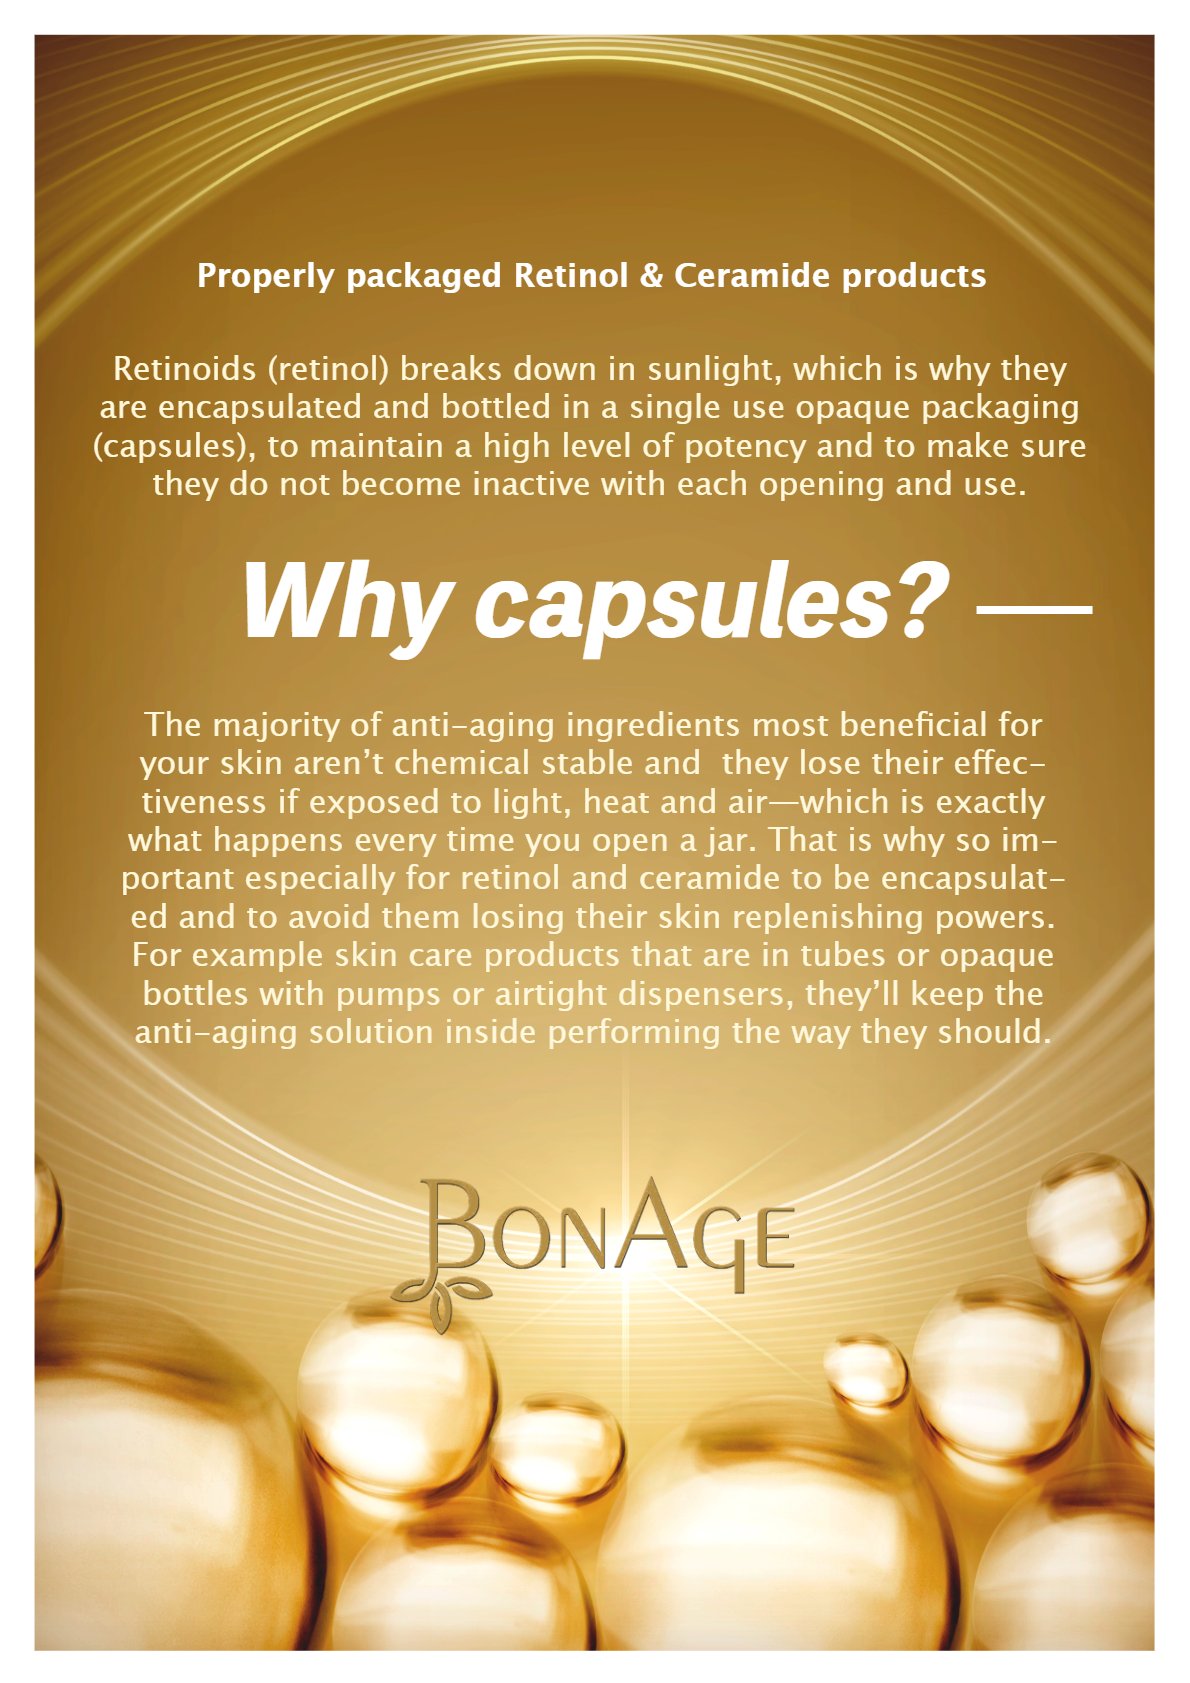 Properly packaged Retinol & Ceramide products
Retinoids (retinol) breaks down in sunlight, which is why they
are encapsulated and bottled in a single use opaque packaging
(capsules), to maintain a high level of potency and to make sure
they do not become inactive with each opening and use.
Why capsules? —
The majority of anti-aging ingredients most beneficial for
your skin aren’t chemical stable and  they lose their effec-
tiveness if exposed to light, heat and air—which is exactly
what happens every time you open a jar. That is why so im-
portant especially for retinol and ceramide to be encapsulat-
ed and to avoid them losing their skin replenishing powers.
For example skin care products that are in tubes or opaque
bottles with pumps or airtight dispensers, they’ll keep the
anti-aging solution inside performing the way they should.
BONAGE